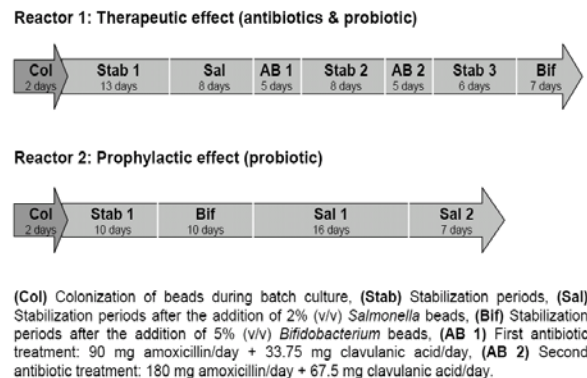 Reactor 1: Therapeutic effect (antibiotics & probiotic)
Col Stab 1 Sal AB 1 Stab 2 AB 2 Stab 3 Bif
2 days 13 days 8 days 5 days 8 days 5 days 6 days 7 days
Reactor 2: Prophylactic effect (probiotic)
Col Stab 1 Bif Sal 1 Sal 2
2 days 10 days 10 days 16 days 7 days
(Col) Colonization of beads during batch culture, (Stab) Stabilization periods, (Sal)
Stabilization periods after the addition of 2% (v/v) Salmonella beads, (Bif) Stabilization
periods after the addition of 5% (v/v) Bifidobacterium beads, (AB 1) First antibiotic
treatment: 90 mg amoxicillin/day + 33.75 mg clavulanic acid/day, (AB 2) Second
antibiotic treatment: 180 mg amoxicillin/day + 67.5 mg clavulanic acid/day.